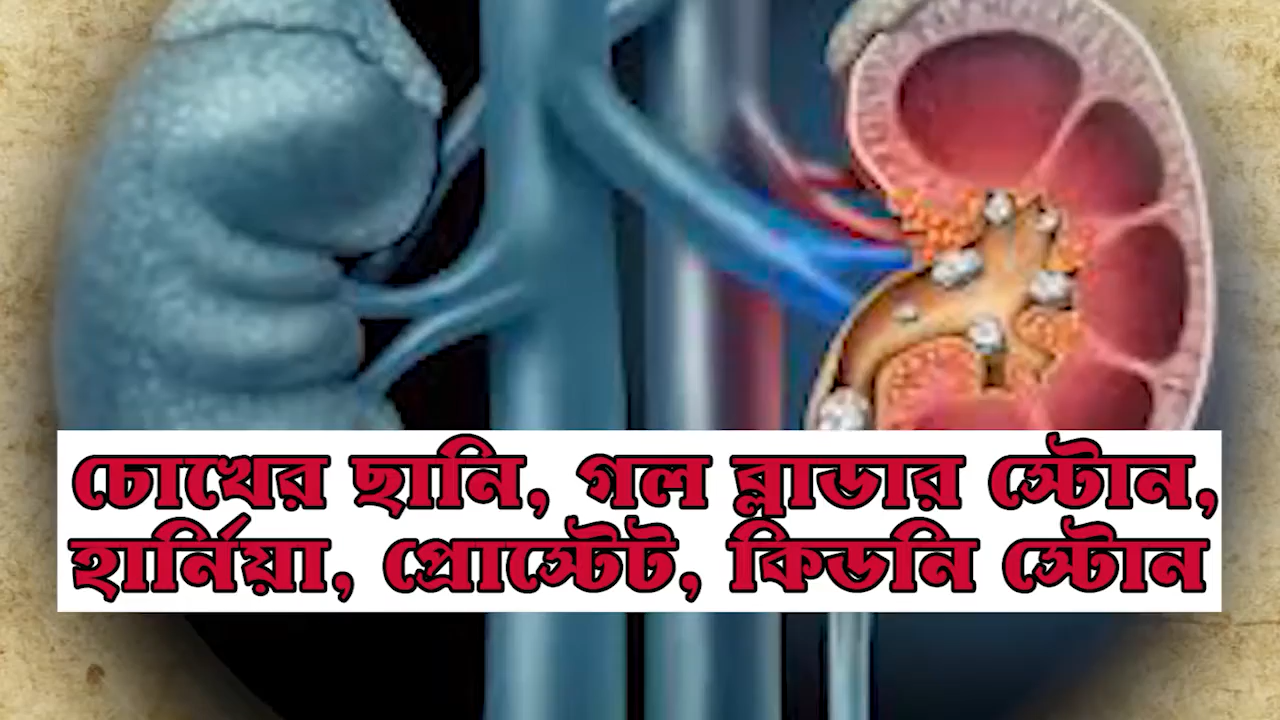 চোখের ছানি, গল ব্লাডার স্টোন,
হার্নিয়া, প্রোস্টেট, কিডনি স্টোন